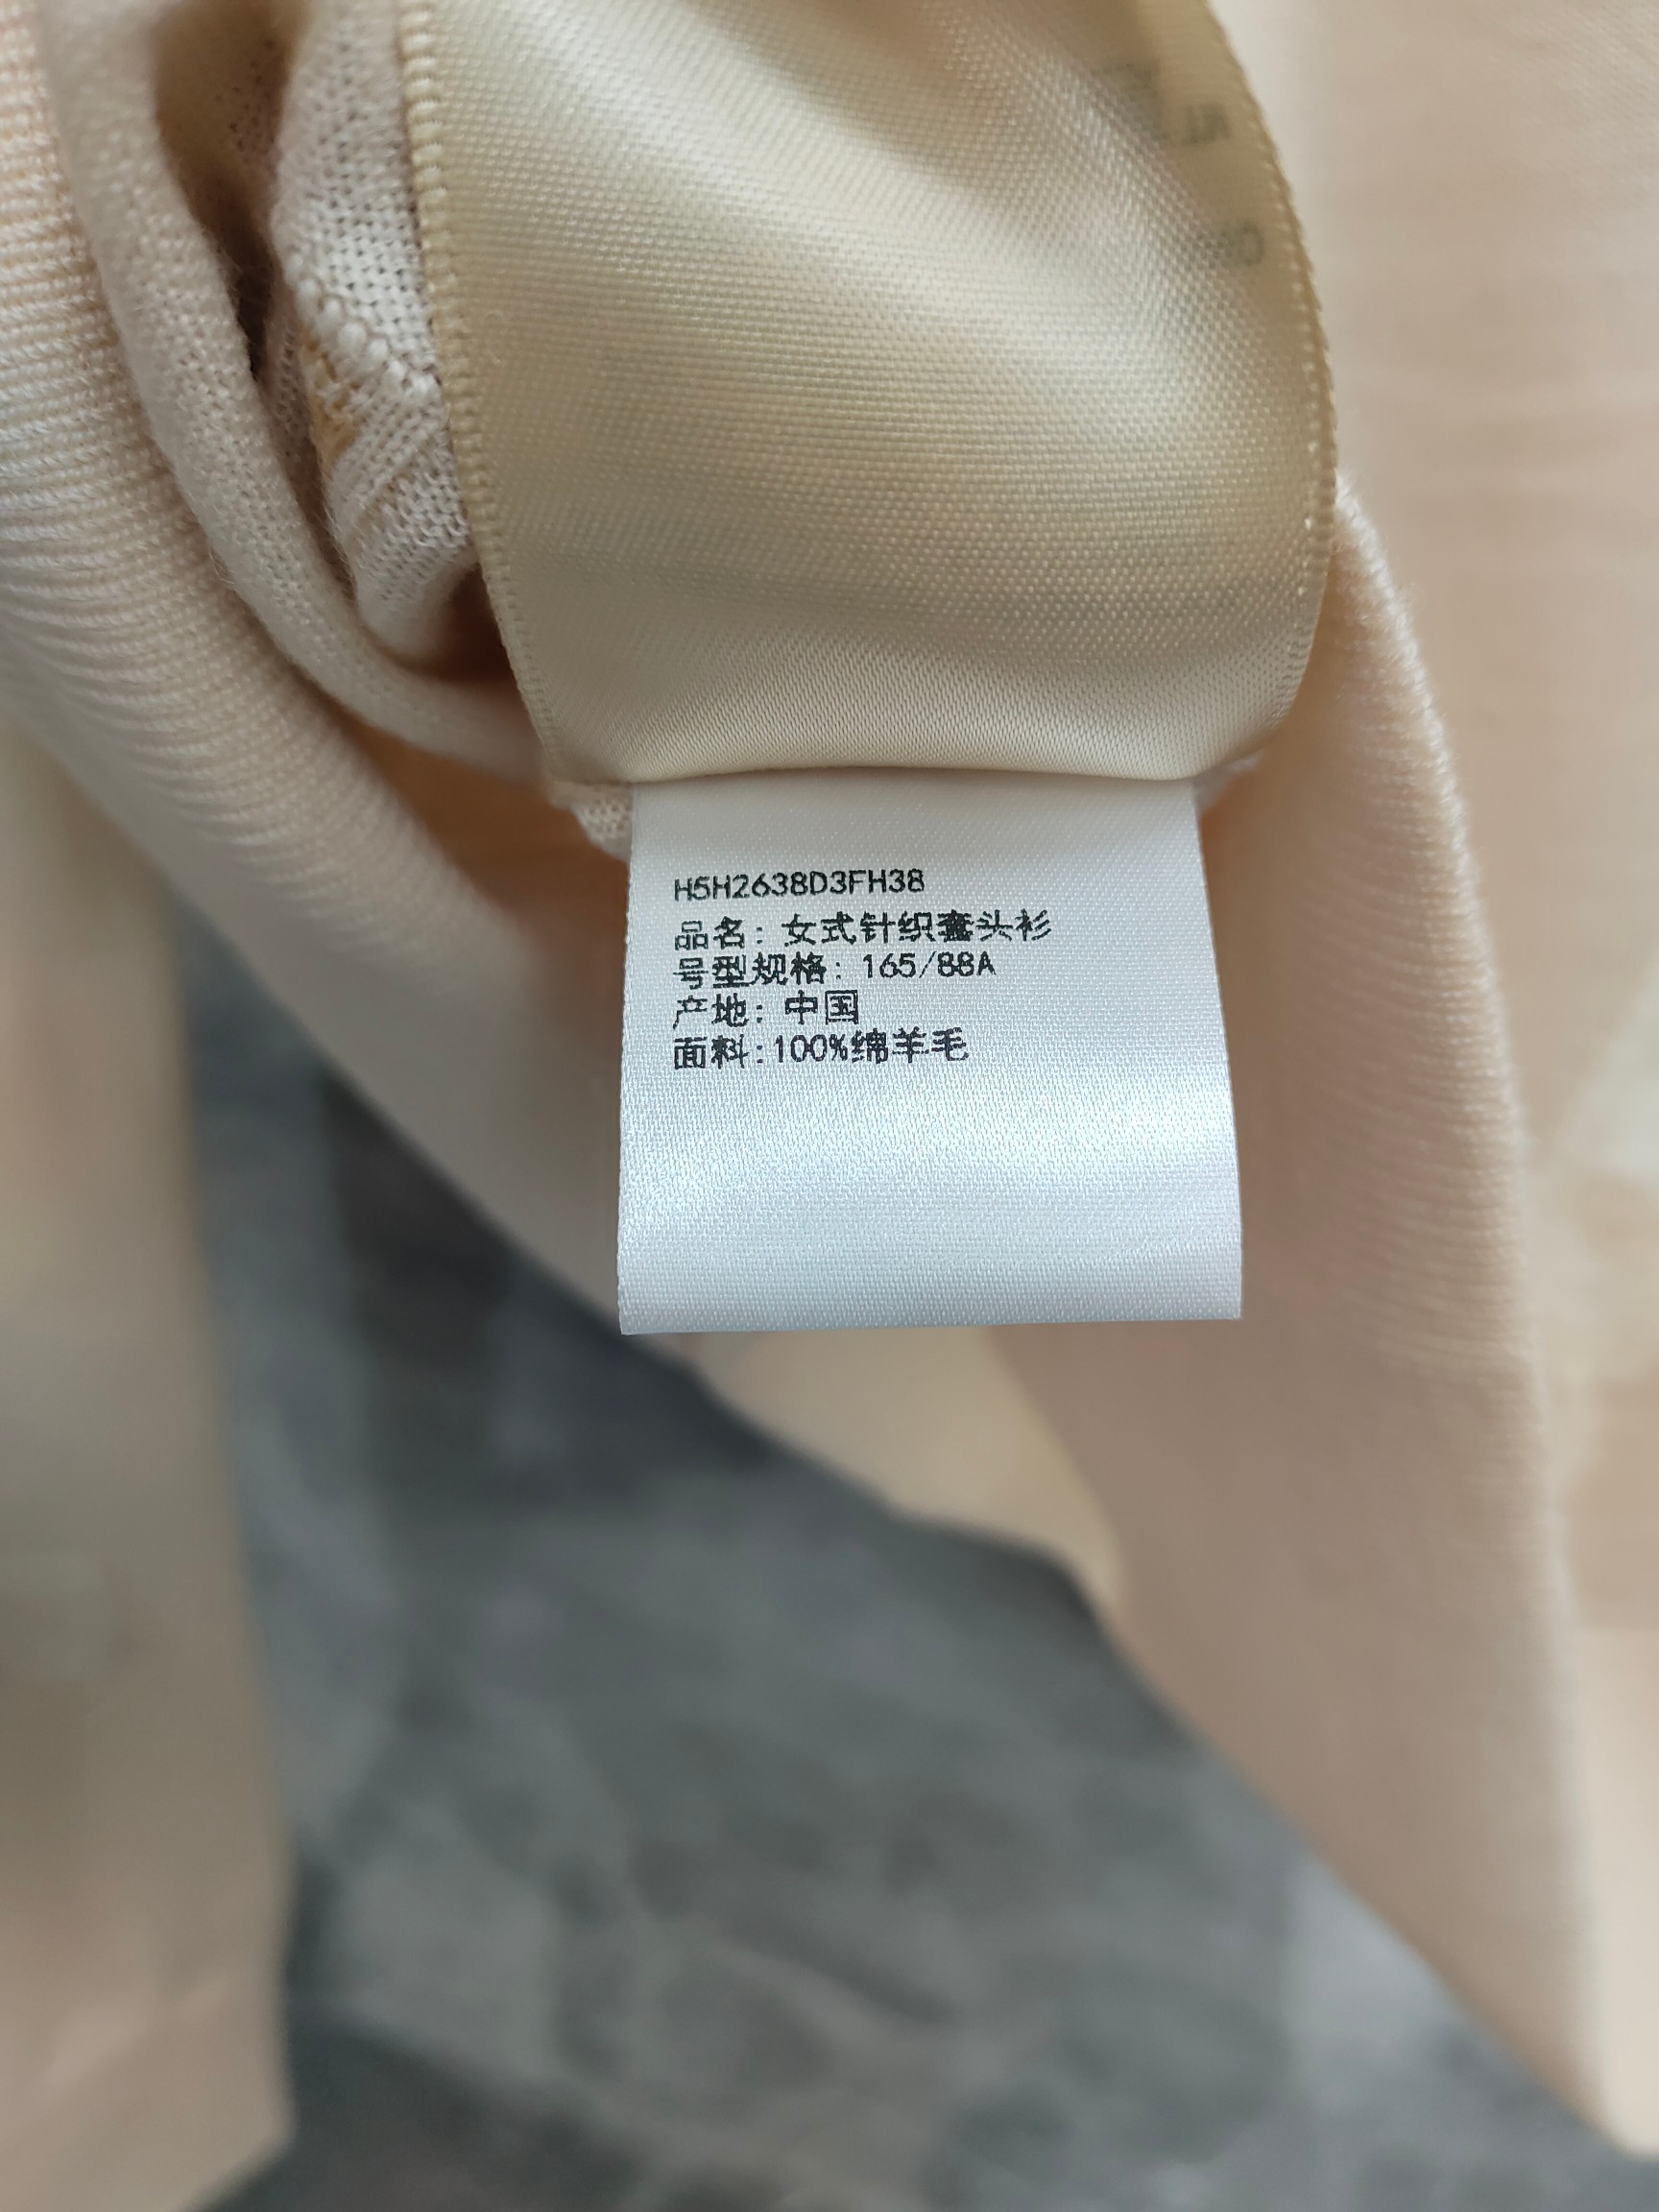 H5H2638D3FH38
品名: 女式针织套头衫
号型规格: 165/88A
产地: 中国
面料:100%绵羊毛